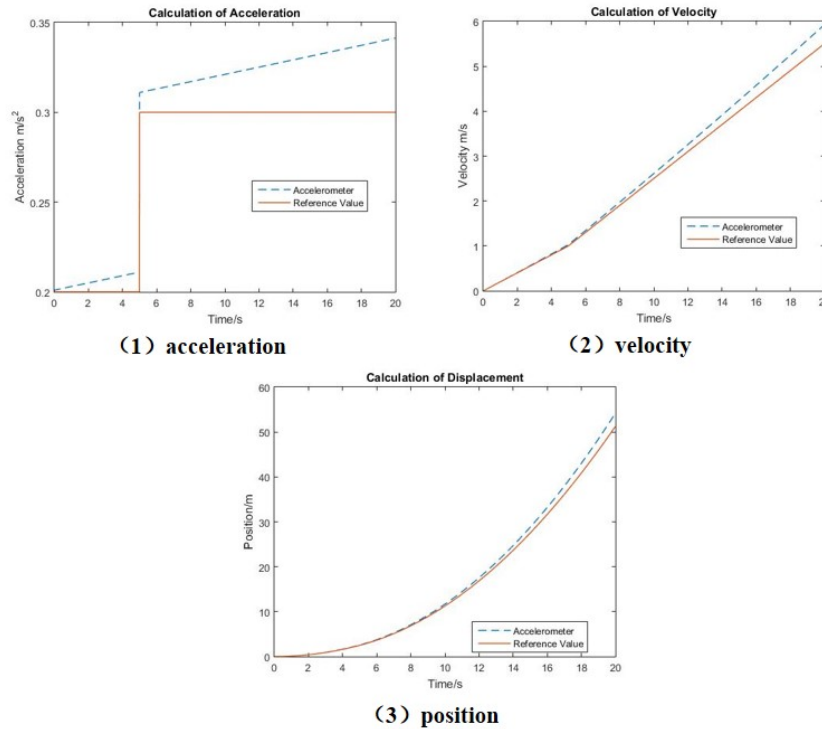 Calculation of Acceleration
0.35
0.3
0.25
0.2
Acceleration m/s²
Accelerometer
Reference Value
0 2 4 6 8 10 12 14 16 18 20
Time/s
（1）acceleration
Calculation of Velocity
6
5
4
3
2
1
0
Velocity m/s
Accelerometer
Reference Value
0 2 4 6 8 10 12 14 16 18
Time/s
（2）velocity
Calculation of Displacement
60
50
40
30
20
10
0
Position/m
Accelerometer
Reference Value
0 2 4 6 8 10 12 14 16 18 20
Time/s
（3）position